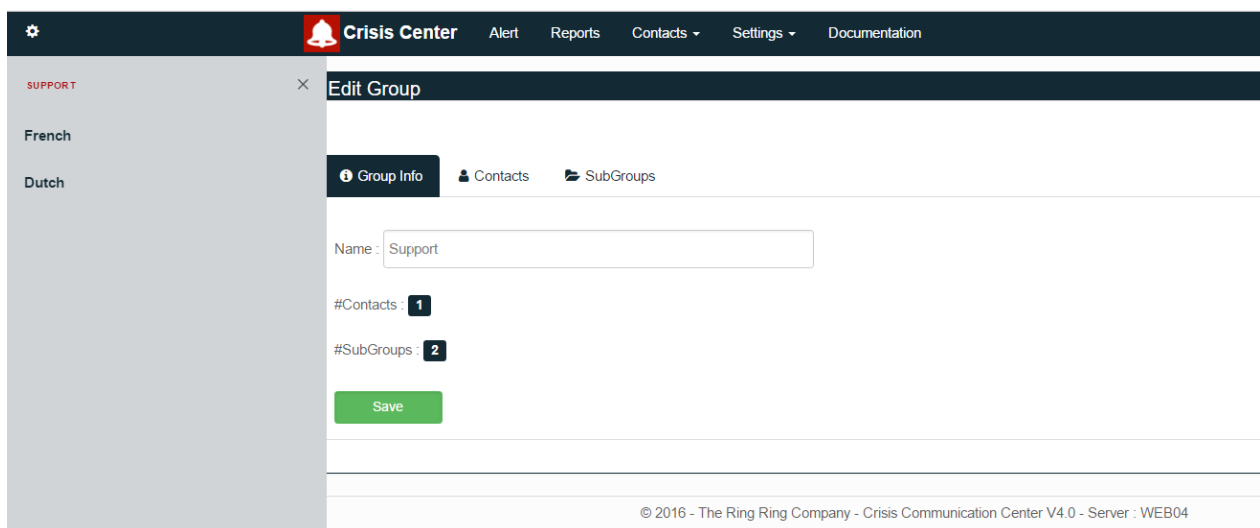 Crisis Center Alert Reports Contacts Settings Documentation
SUPPORT
French
Dutch
Edit Group
Group Info Contacts SubGroups
Name : Support
#Contacts : 1
#SubGroups : 2
Save
© 2016 - The Ring Ring Company - Crisis Communication Center V4.0 - Server : WEB04